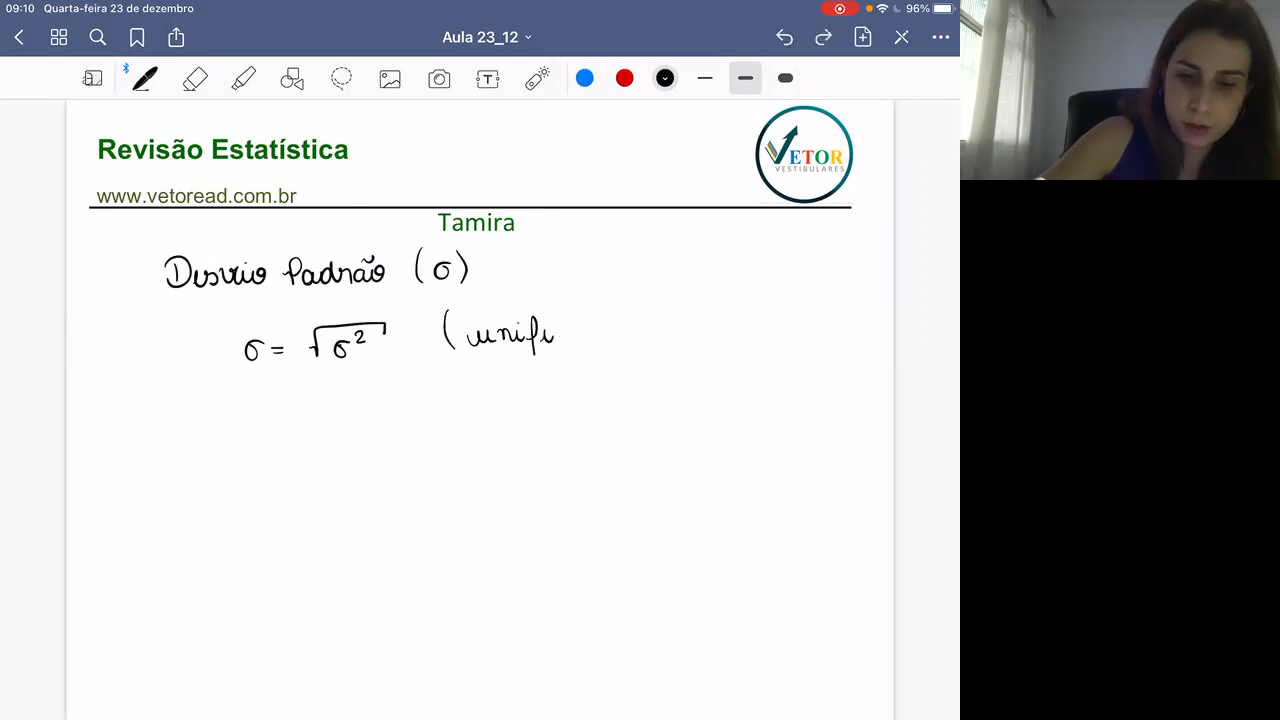 09:10 Quarta-feira 23 de dezembro 96%
Aula 23_12
Revisão Estatística
VETOR
VESTIBULARES
www.vetoread.com.br
Tamira
Desvio Padrão (σ)
σ = √σ² (unifi